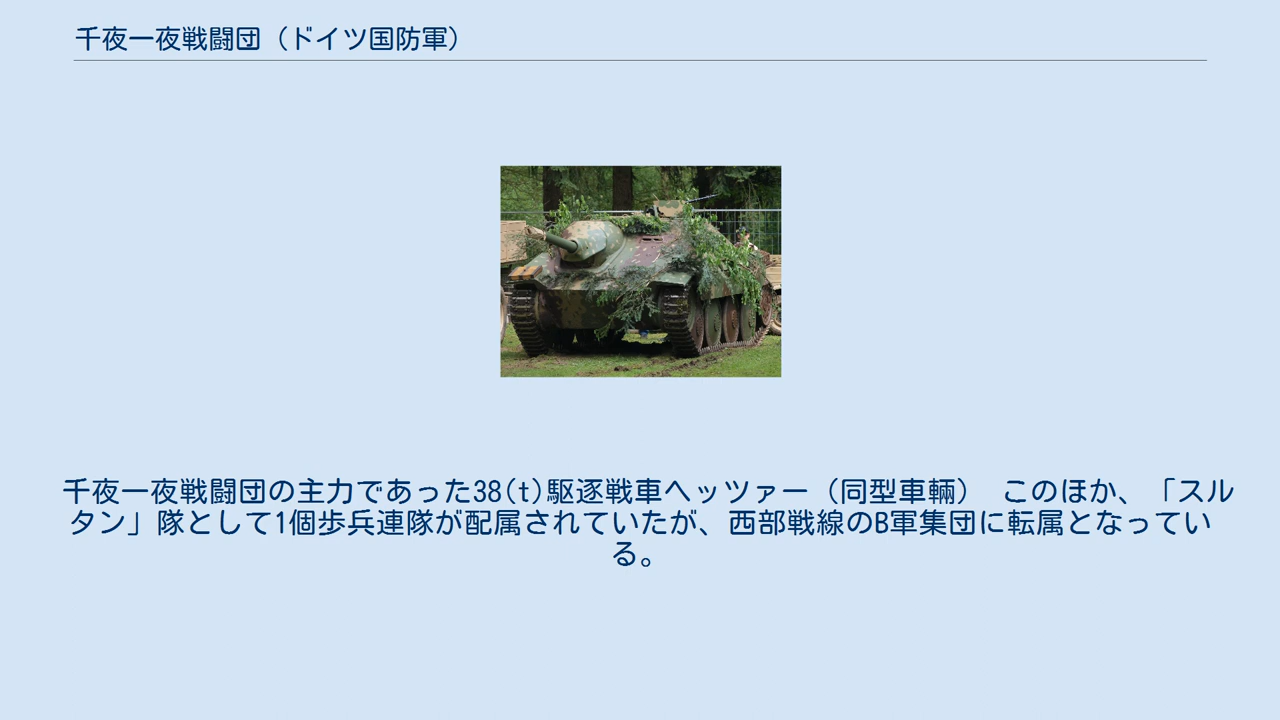 千夜一夜戦闘団（ドイツ国防軍）
千夜一夜戦闘団の主力であった38(t)駆逐戦車ヘッツァー（同型車輛）　このほか、「スル
タン」隊として1個歩兵連隊が配属されていたが、西部戦線のB軍集団に転属となってい
る。